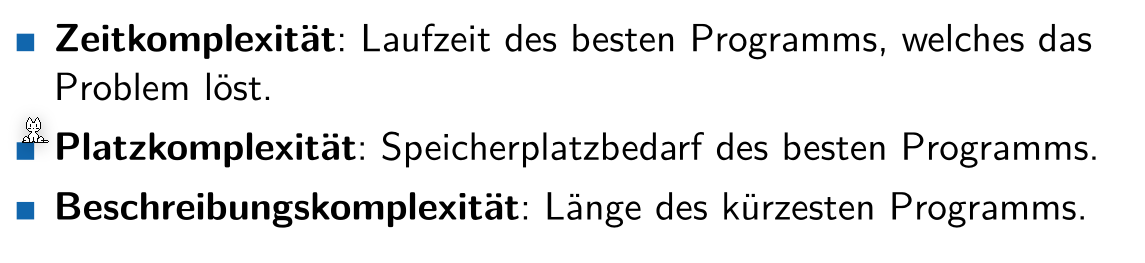 Zeitkomplexität: Laufzeit des besten Programms, welches das
Problem löst.
Platzkomplexität: Speicherplatzbedarf des besten Programms.
Beschreibungskomplexität: Länge des kürzesten Programms.